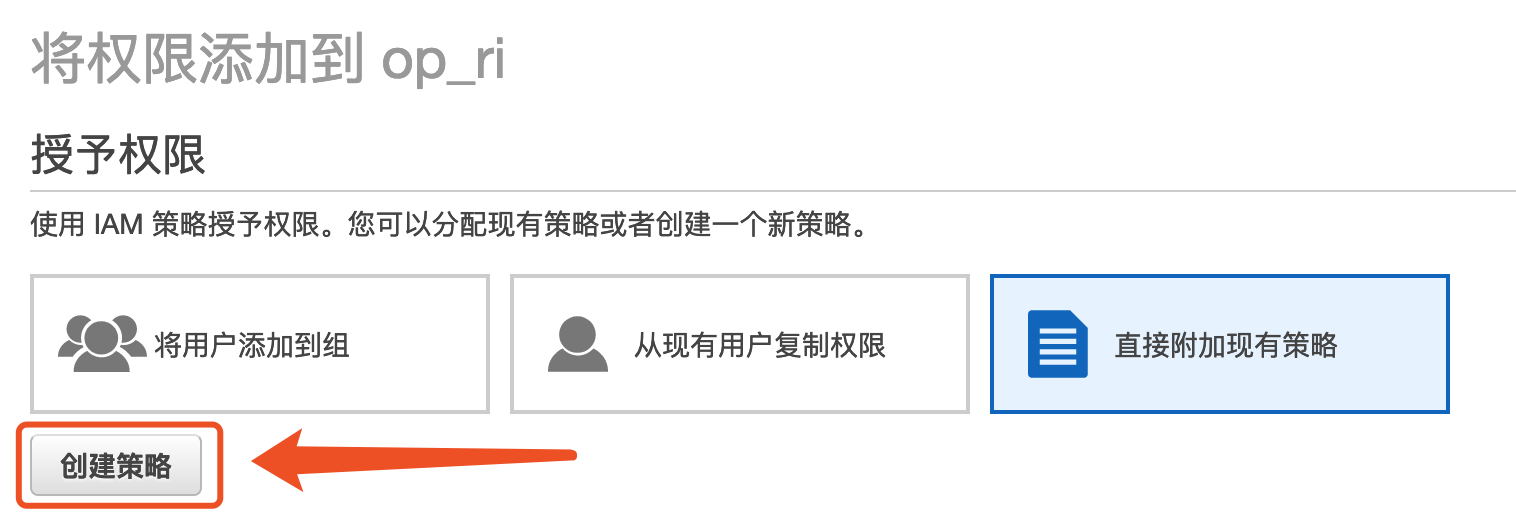 将权限添加到 op_ri
授予权限
使用 IAM 策略授予权限。您可以分配现有策略或者创建一个新策略。
将用户添加到组
从现有用户复制权限
直接附加现有策略
创建策略